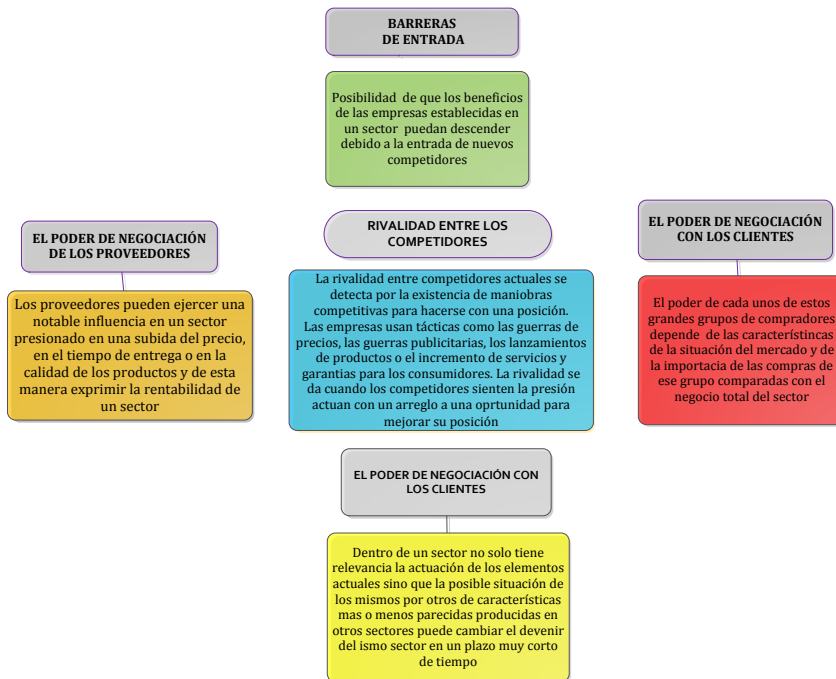 BARRERAS
DE ENTRADA
Posibilidad de que los beneficios
de las empresas establecidas en
un sector puedan descender
debido a la entrada de nuevos
competidores
EL PODER DE NEGOCIACIÓN
DE LOS PROVEEDORES
Los proveedores pueden ejercer una
notable influencia en un sector
presionado en una subida del precio,
en el tiempo de entrega o en la
calidad de los productos y de esta
manera exprimir la rentabilidad de
un sector
RIVALIDAD ENTRE LOS
COMPETIDORES
La rivalidad entre competidores actuales se
detecta por la existencia de maniobras
competitivas para hacerse con una posición.
Las empresas usan tácticas como las guerras de
precios, las guerras publicitarias, los lanzamientos
de productos o el incremento de servicios y
garantias para los consumidores. La rivalidad se
da cuando los competidores sienten la presión
actuan con un arreglo a una oprtunidad para
mejorar su posición
EL PODER DE NEGOCIACIÓN
CON LOS CLIENTES
El poder de cada unos de estos
grandes grupos de compradores
depende de las característincas
de la situación del mercado y de
la importacia de las compras de
ese grupo comparadas con el
negocio total del sector
EL PODER DE NEGOCIACIÓN CON
LOS CLIENTES
Dentro de un sector no solo tiene
relevancia la actuación de los elementos
actuales sino que la posible situación de
los mismos por otros de características
mas o menos parecidas producidas en
otros sectores puede cambiar el devenir
del ismo sector en un plazo muy corto
de tiempo